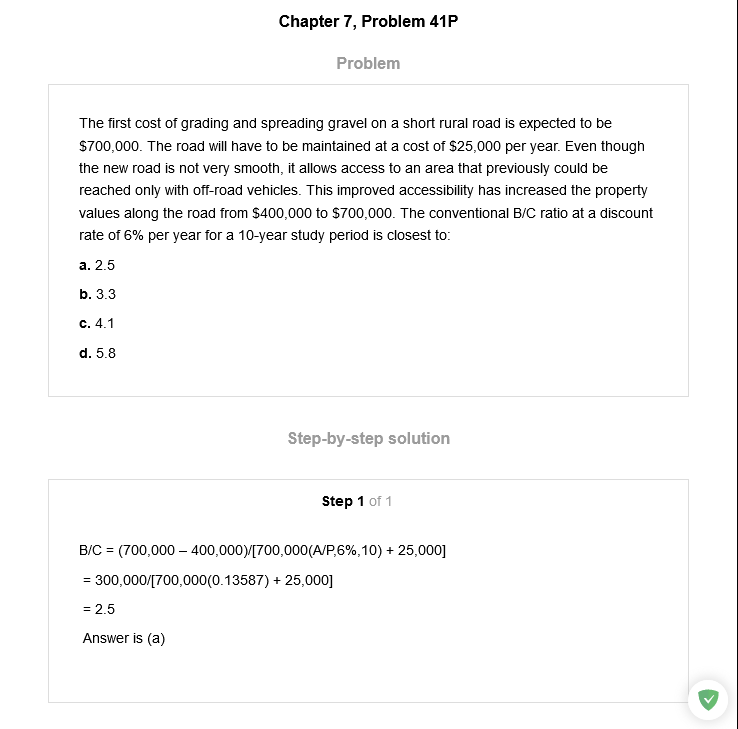 Chapter 7, Problem 41P
Problem
The first cost of grading and spreading gravel on a short rural road is expected to be
$700,000. The road will have to be maintained at a cost of $25,000 per year. Even though
the new road is not very smooth, it allows access to an area that previously could be
reached only with off-road vehicles. This improved accessibility has increased the property
values along the road from $400,000 to $700,000. The conventional B/C ratio at a discount
rate of 6% per year for a 10-year study period is closest to:
a. 2.5
b. 3.3
c. 4.1
d. 5.8
Step-by-step solution
Step 1 of 1
B/C = (700,000 – 400,000)/[700,000(A/P,6%,10) + 25,000]
= 300,000/[700,000(0.13587) + 25,000]
= 2.5
Answer is (a)